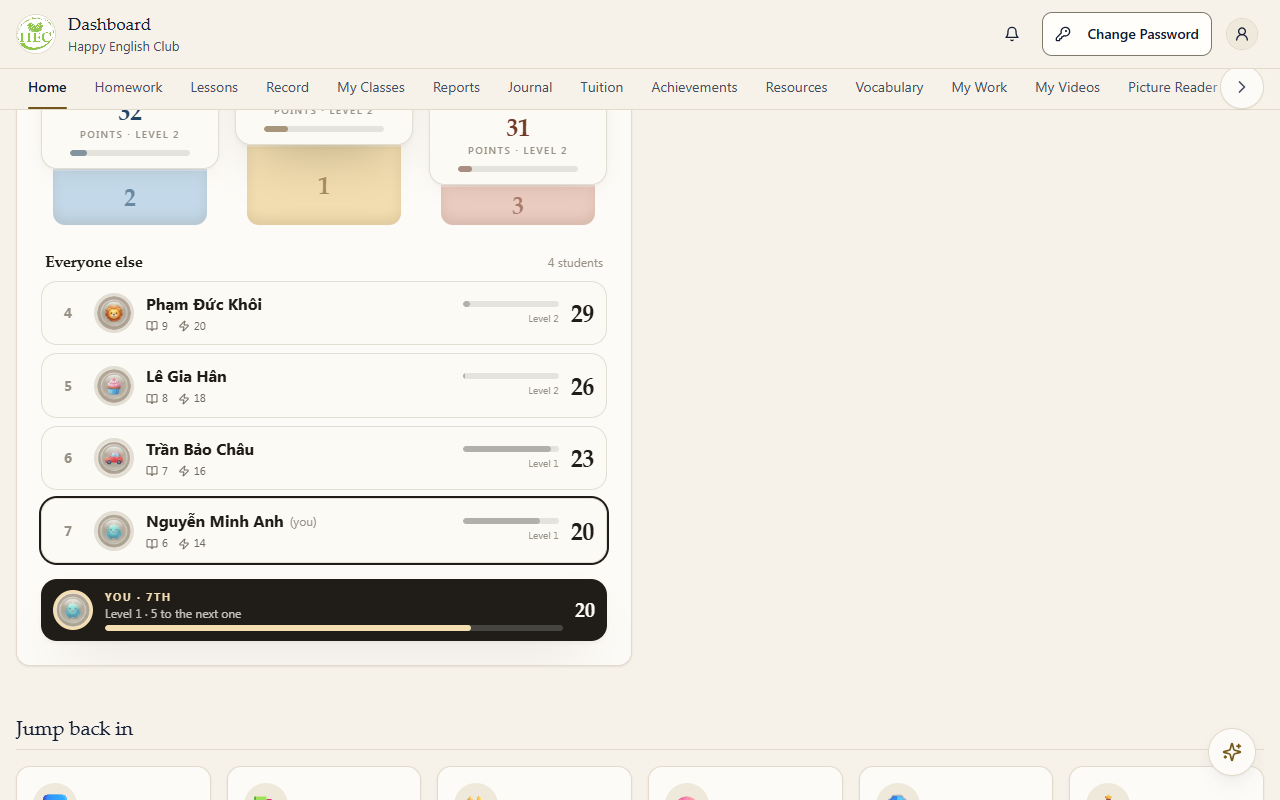 HEC
Dashboard
Happy English Club
Change Password
Home
Homework
Lessons
Record
My Classes
Reports
Journal
Tuition
Achievements
Resources
Vocabulary
My Work
My Videos
Picture Reader
32
POINTS · LEVEL 2
2
POINTS · LEVEL 2
1
31
POINTS · LEVEL 2
3
Everyone else
4 students
4
Phạm Đức Khôi
9 20
Level 2
29
5
Lê Gia Hân
8 18
Level 2
26
6
Trần Bảo Châu
7 16
Level 1
23
7
Nguyễn Minh Anh (you)
6 14
Level 1
20
YOU · 7TH
Level 1 · 5 to the next one
20
Jump back in